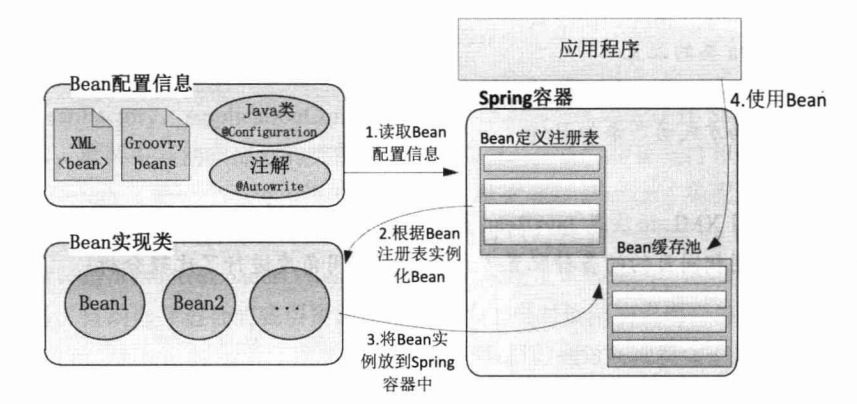 应用程序
Bean配置信息
XML
<bean>
Groovry
beans
Java类
@Configuration
注解
@Autowrite
1.读取Bean
配置信息
Spring容器
4.使用Bean
Bean定义注册表
2.根据Bean
注册表实例
化Bean
Bean缓存池
Bean实现类
Bean1
Bean2
...
3.将Bean实
例放到Spring
容器中